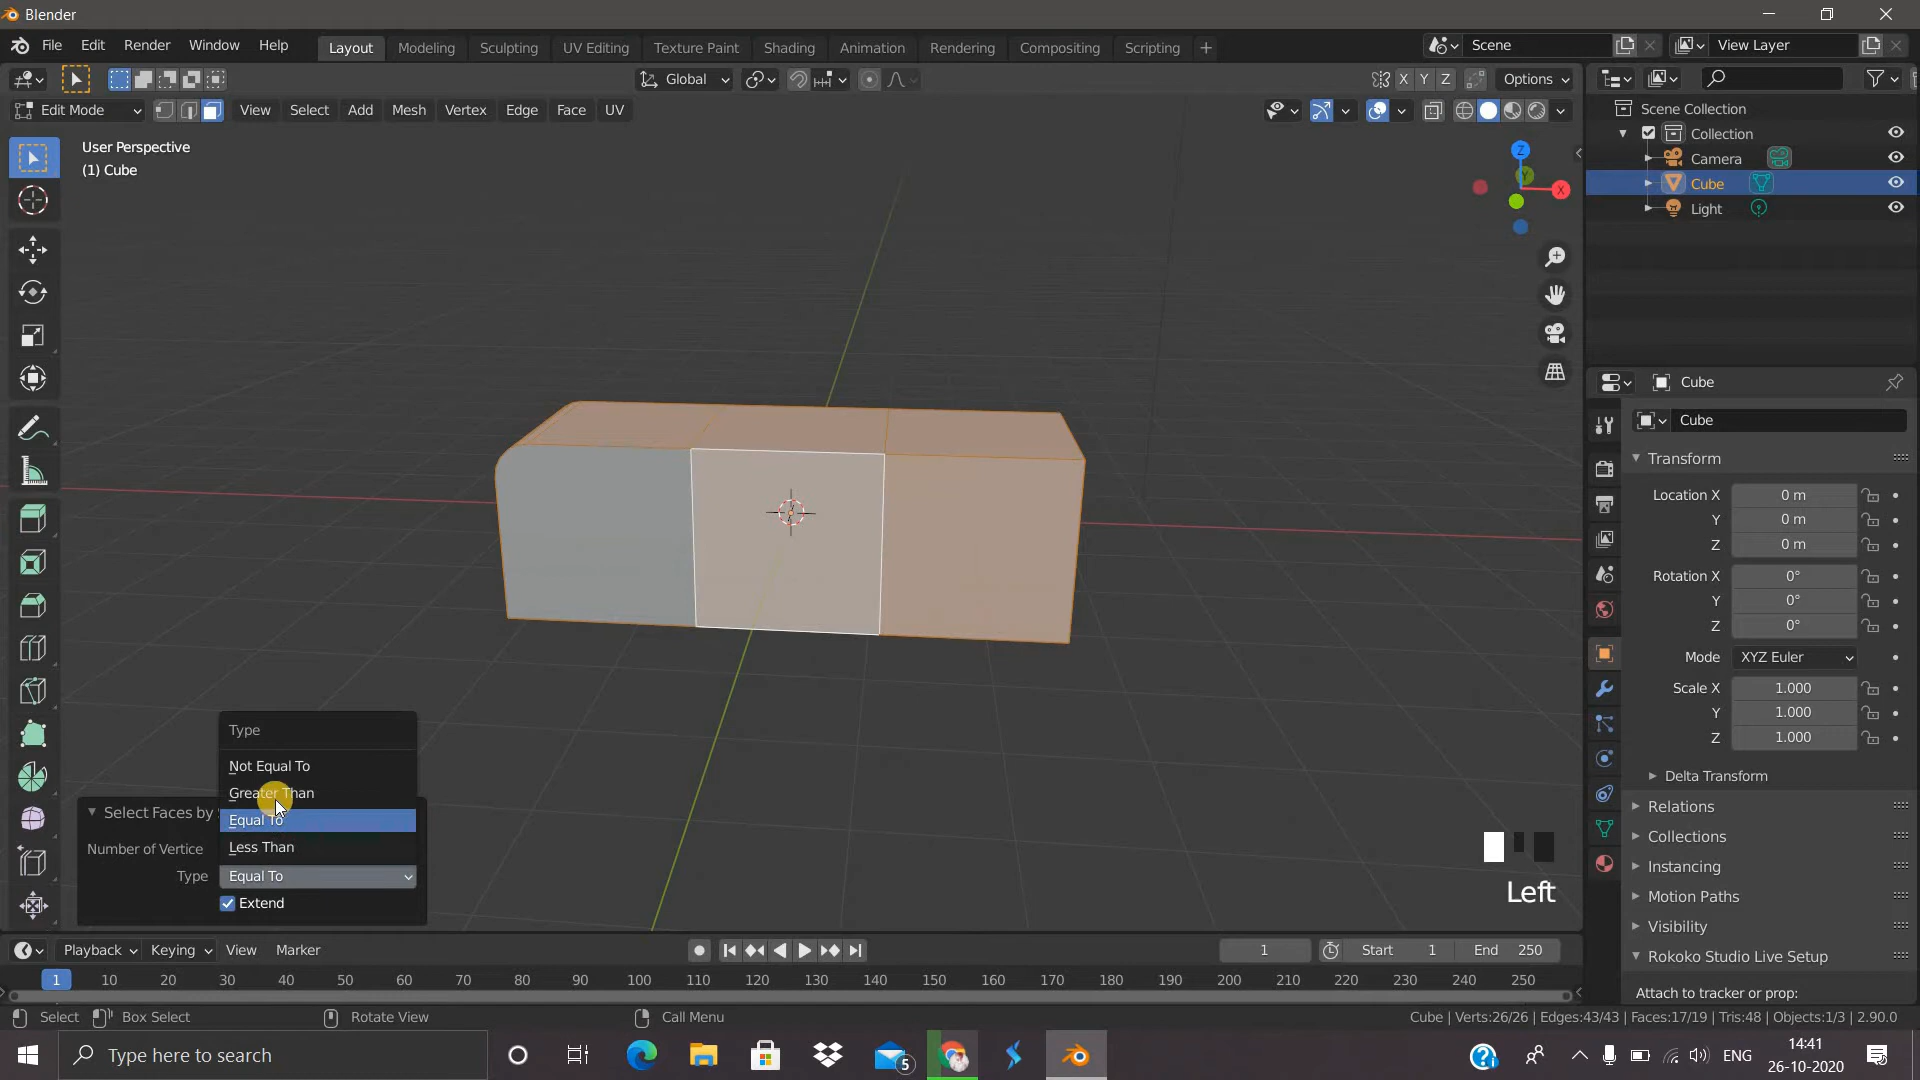 Blender
File Edit Render Window Help Layout Modeling Sculpting UV Editing Texture Paint Shading Animation Rendering Compositing Scripting + Scene View Layer
Global X Y Z Options
Edit Mode View Select Add Mesh Vertex Edge Face UV
User Perspective
(1) Cube
Z
X
Scene Collection
Collection
Camera
Cube
Light
Cube
Cube
Transform
Location X 0 m
Y 0 m
Z 0 m
Rotation X 0°
Y 0°
Z 0°
Mode XYZ Euler
Scale X 1.000
Y 1.000
Z 1.000
Delta Transform
Relations
Collections
Instancing
Motion Paths
Visibility
Rokoko Studio Live Setup
Attach to tracker or prop:
Type
Not Equal To
Greater Than
Equal To
Less Than
Select Faces by
Number of Vertice
Type Equal To
Extend
Left
Playback Keying View Marker 1 Start 1 End 250
1 10 20 30 40 50 60 70 80 90 100 110 120 130 140 150 160 170 180 190 200 210 220 230 240 250
Select Box Select Rotate View Call Menu Cube | Verts:26/26 | Edges:43/43 | Faces:17/19 | Tris:48 | Objects:1/3 | 2.90.0
Type here to search 5 ENG 14:41
26-10-2020